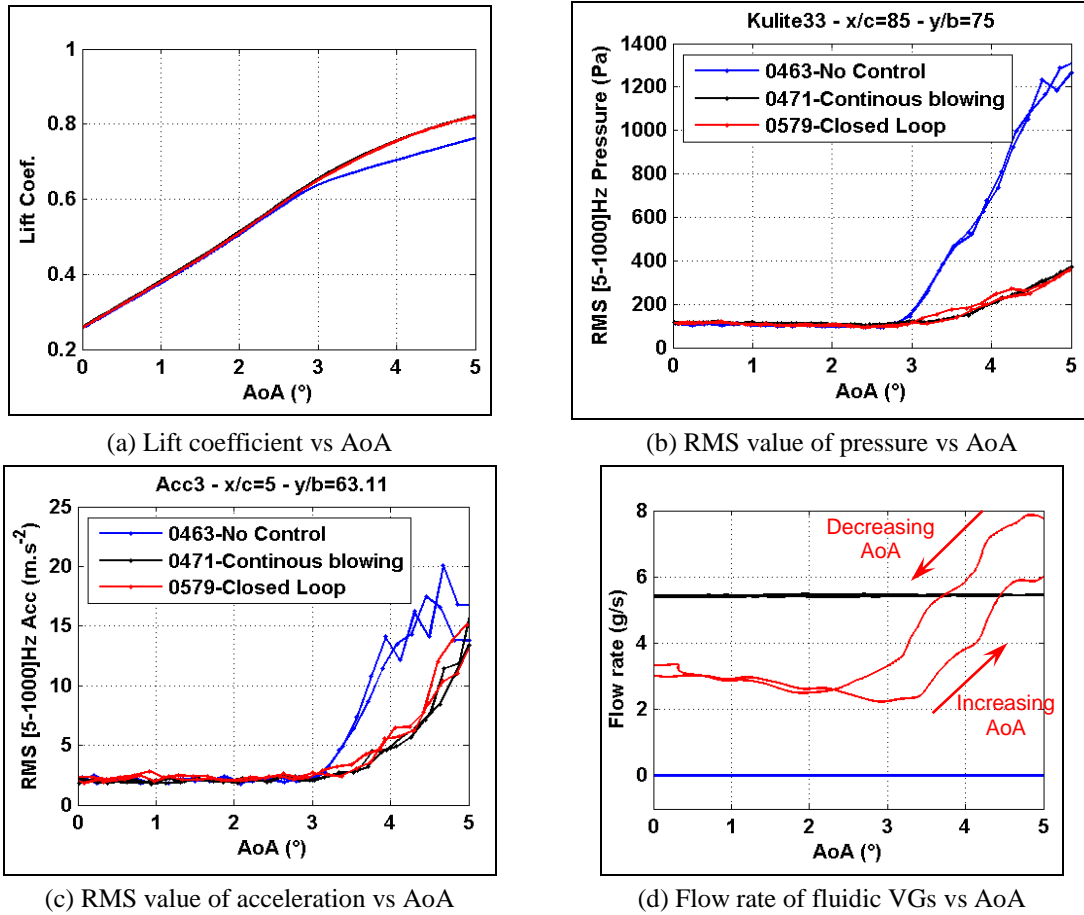 1
0.8
0.6
0.4
0.2
Lift Coef.
0 1 2 3 4 5
AoA (°)
(a) Lift coefficient vs AoA
Kulite33 - x/c=85 - y/b=75
1400
1200
1000
800
600
400
200
0
RMS [5-1000]Hz Pressure (Pa)
0463-No Control
0471-Continous blowing
0579-Closed Loop
0 1 2 3 4 5
AoA (°)
(b) RMS value of pressure vs AoA
Acc3 - x/c=5 - y/b=63.11
25
20
15
10
5
0
RMS [5-1000]Hz Acc (m.s⁻²)
0463-No Control
0471-Continous blowing
0579-Closed Loop
0 1 2 3 4 5
AoA (°)
(c) RMS value of acceleration vs AoA
8
6
4
2
0
Flow rate (g/s)
Decreasing
AoA
Increasing
AoA
0 1 2 3 4 5
AoA (°)
(d) Flow rate of fluidic VGs vs AoA